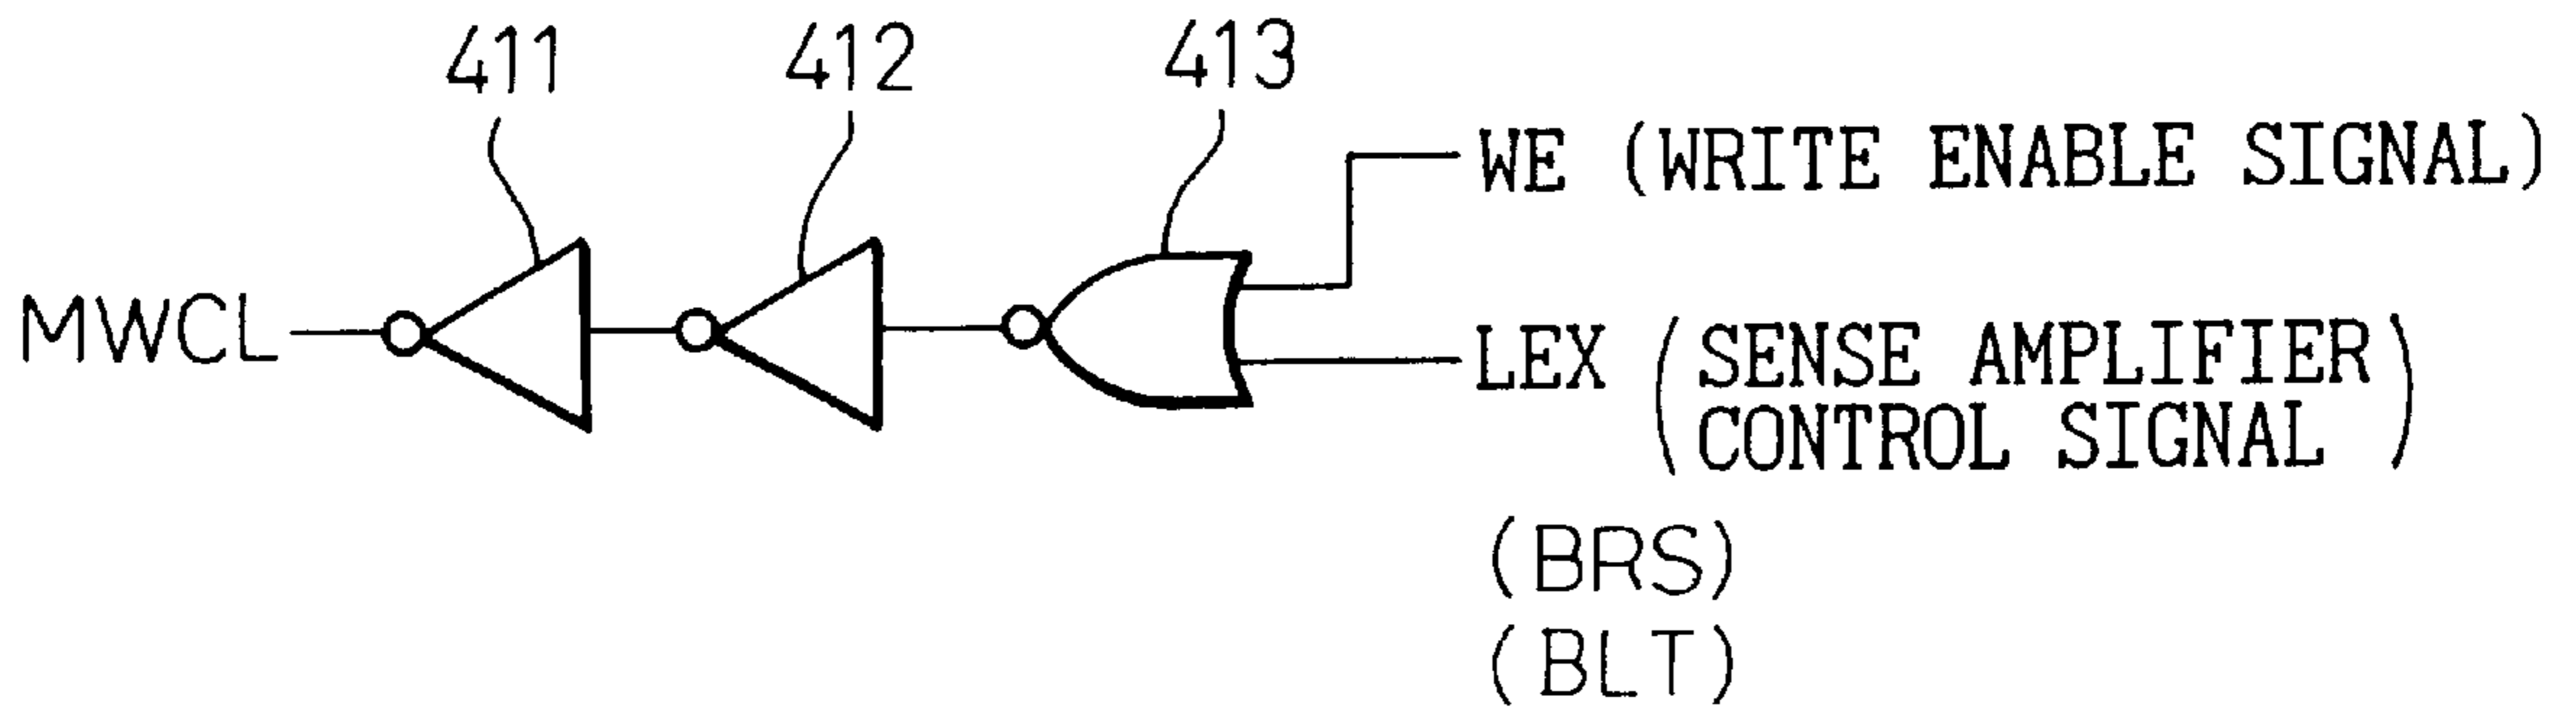 411 412 413
WE (WRITE ENABLE SIGNAL)
MWCL
LEX (SENSE AMPLIFIER
CONTROL SIGNAL)
(BRS)
(BLT)